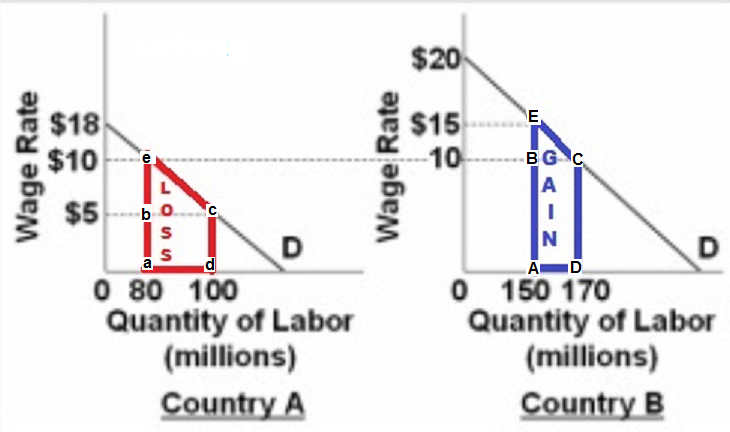 Wage Rate
$18
$10
$5
e
b
a
c
d
L
O
S
S
D
0 80 100
Quantity of Labor
(millions)
Country A
Wage Rate
$20
$15
10
E
B
A
C
D
G
A
I
N
D
0 150 170
Quantity of Labor
(millions)
Country B